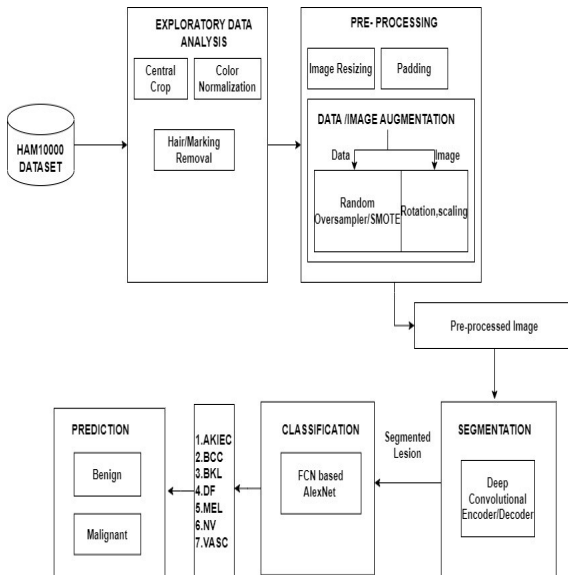 EXPLORATORY DATA
ANALYSIS
Central
Crop
Color
Normalization
Hair/Marking
Removal
HAM10000
DATASET
PRE- PROCESSING
Image Resizing
Padding
DATA /IMAGE AUGMENTATION
Data
Image
Random
Oversampler/SMOTE
Rotation,scaling
Pre-processed Image
PREDICTION
Benign
Malignant
1.AKIEC
2.BCC
3.BKL
4.DF
5.MEL
6.NV
7.VASC
CLASSIFICATION
FCN based
AlexNet
Segmented
Lesion
SEGMENTATION
Deep
Convolutional
Encoder/Decoder